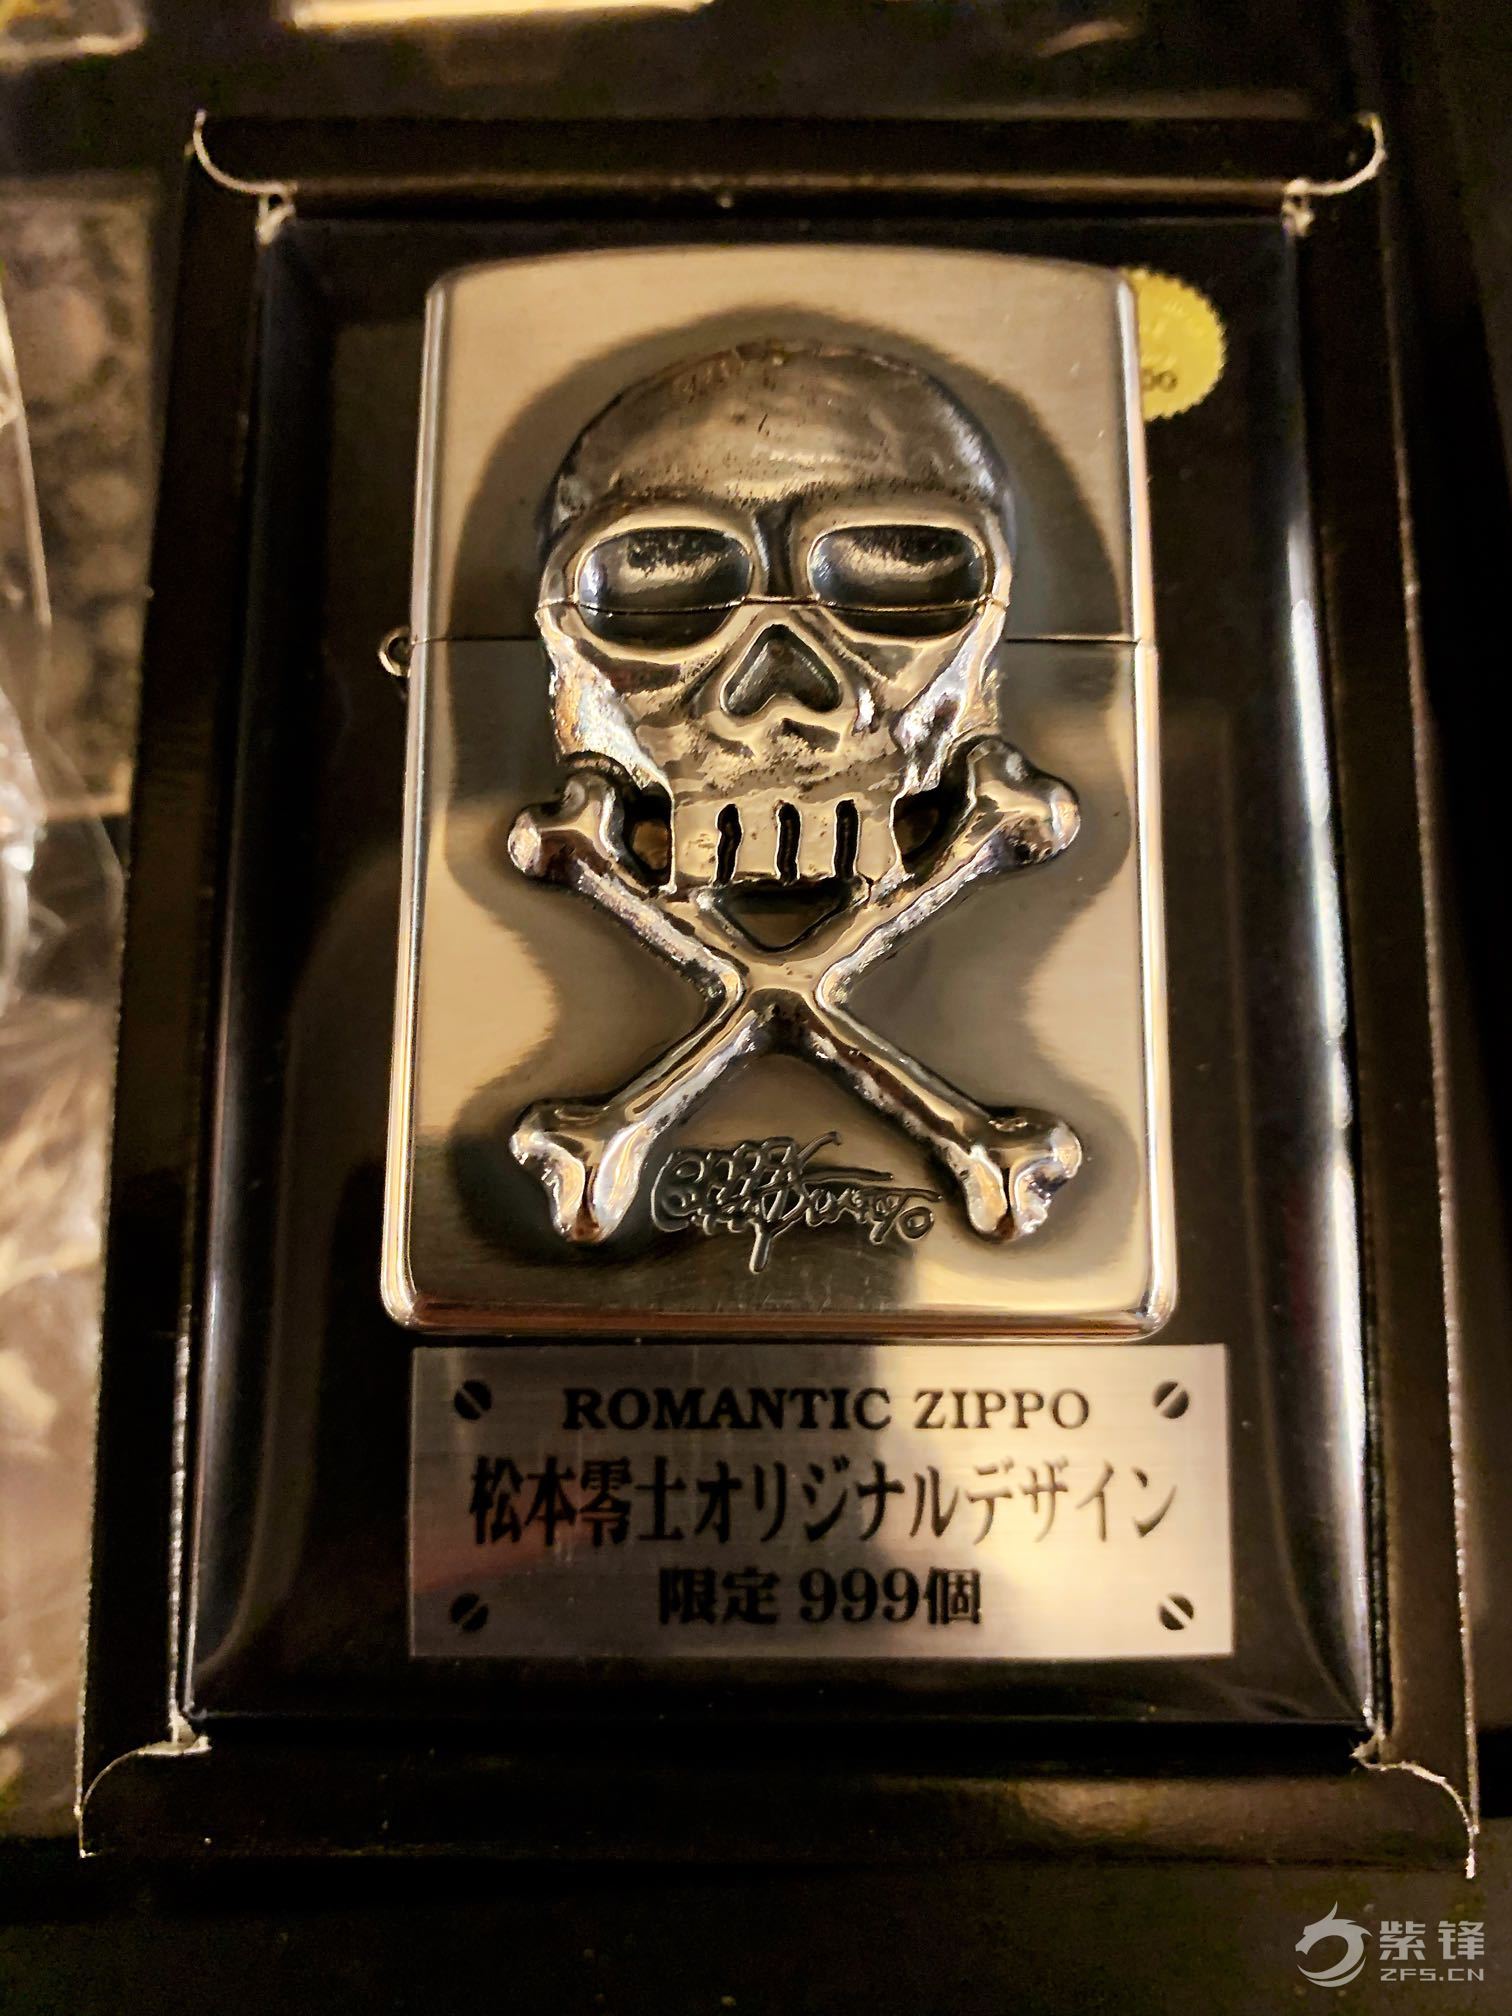 00
ROMANTIC ZIPPO
松本零士オリジナルデザイン
限定 999個
紫锋
ZFS.CN